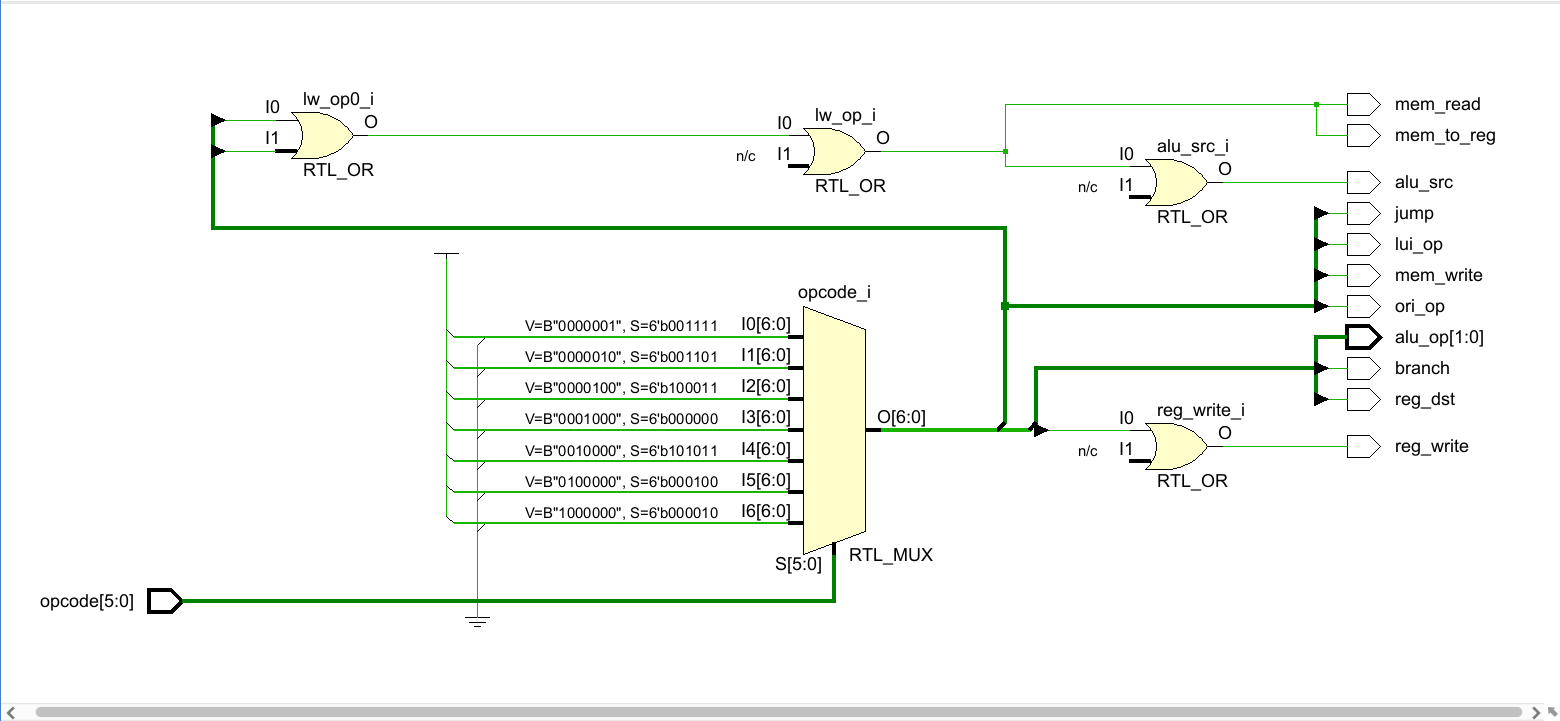 lw_op0_i
I0
I1
O
RTL_OR
lw_op_i
I0
n/c
I1
O
RTL_OR
alu_src_i
I0
n/c
I1
O
RTL_OR
mem_read
mem_to_reg
alu_src
jump
lui_op
mem_write
ori_op
alu_op[1:0]
branch
reg_dst
reg_write
opcode_i
V=B"0000001", S=6'b001111 I0[6:0]
V=B"0000010", S=6'b001101 I1[6:0]
V=B"0000100", S=6'b100011 I2[6:0]
V=B"0001000", S=6'b000000 I3[6:0]
V=B"0010000", S=6'b101011 I4[6:0]
V=B"0100000", S=6'b000100 I5[6:0]
V=B"1000000", S=6'b000010 I6[6:0]
O[6:0]
S[5:0]
RTL_MUX
reg_write_i
I0
n/c
I1
O
RTL_OR
opcode[5:0]